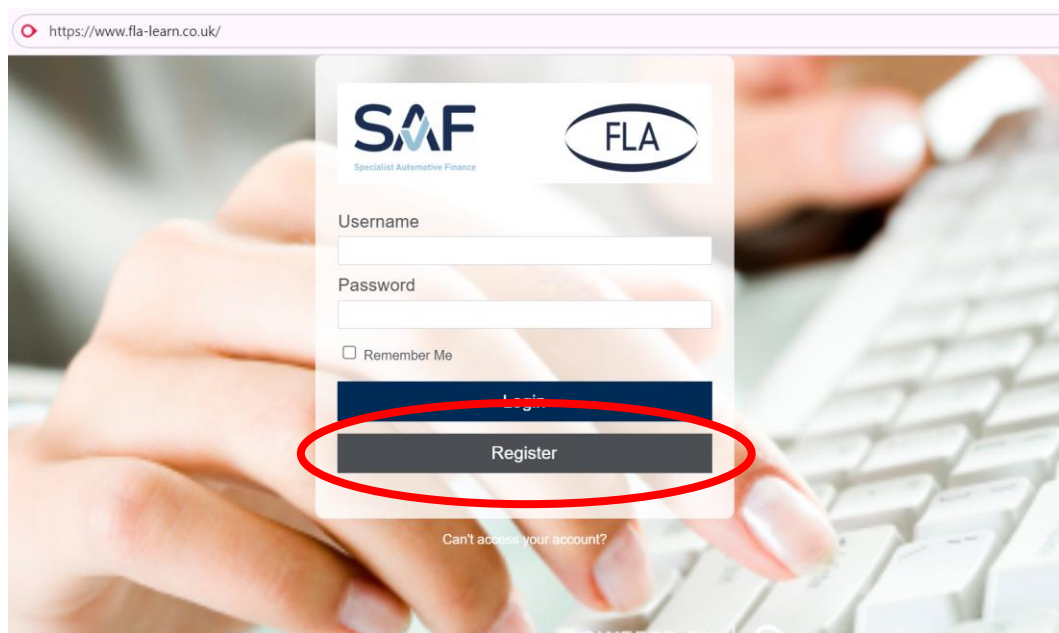 https://www.fla-learn.co.uk/
SAF
Specialist Automotive Finance
FLA
Username
Password
Remember Me
Login
Register
Can't access your account?